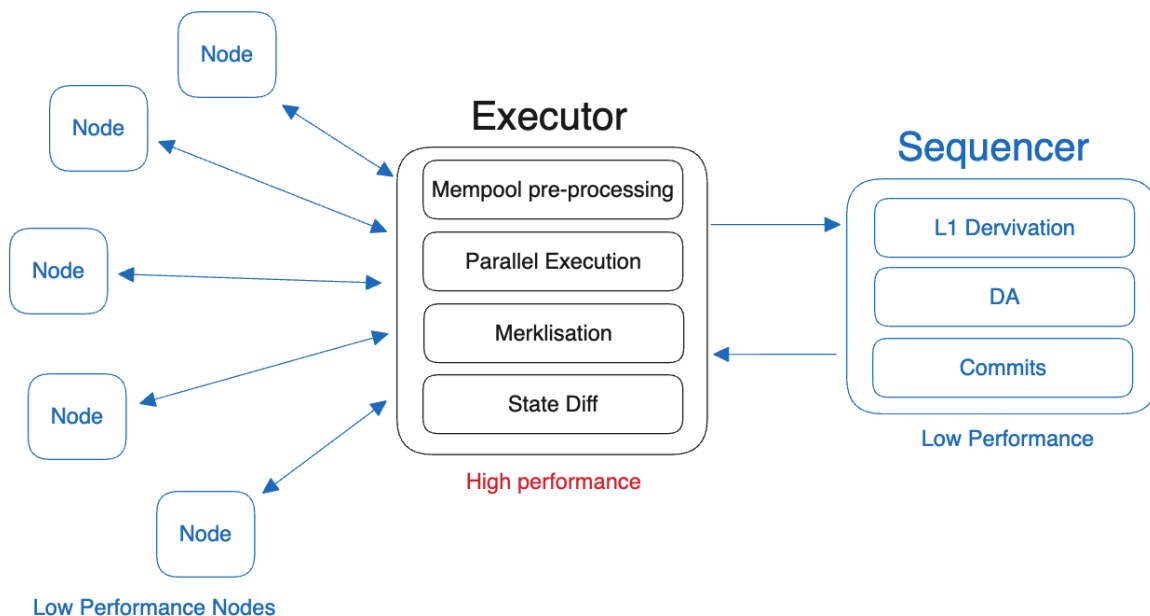 Node
Node
Node
Node
Node
Low Performance Nodes
Executor
Mempool pre-processing
Parallel Execution
Merklisation
State Diff
High performance
Sequencer
L1 Dervivation
DA
Commits
Low Performance